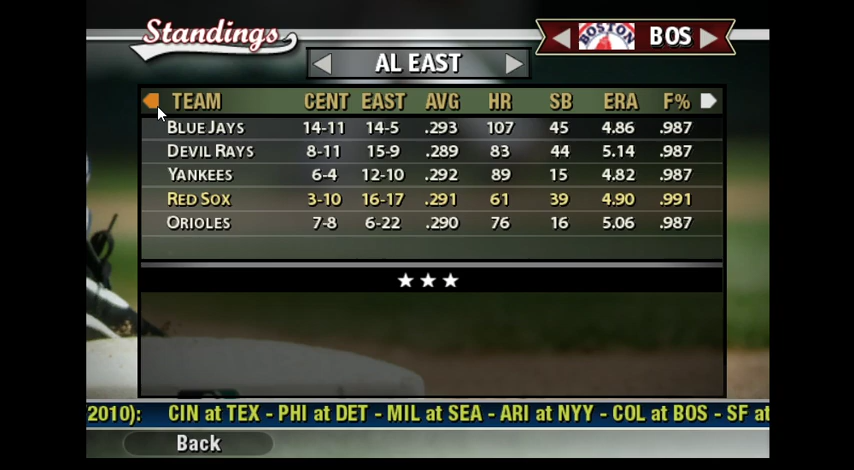 Standings
BOSTON
BOS
AL EAST
TEAM CENT EAST AVG HR SB ERA F%
BLUE JAYS 14-11 14-5 .293 107 45 4.86 .987
DEVIL RAYS 8-11 15-9 .289 83 44 5.14 .987
YANKEES 6-4 12-10 .292 89 15 4.82 .987
RED SOX 3-10 16-17 .291 61 39 4.90 .991
ORIOLES 7-8 6-22 .290 76 16 5.06 .987
2010): CIN at TEX - PHI at DET - MIL at SEA - ARI at NYY - COL at BOS - SF at
Back